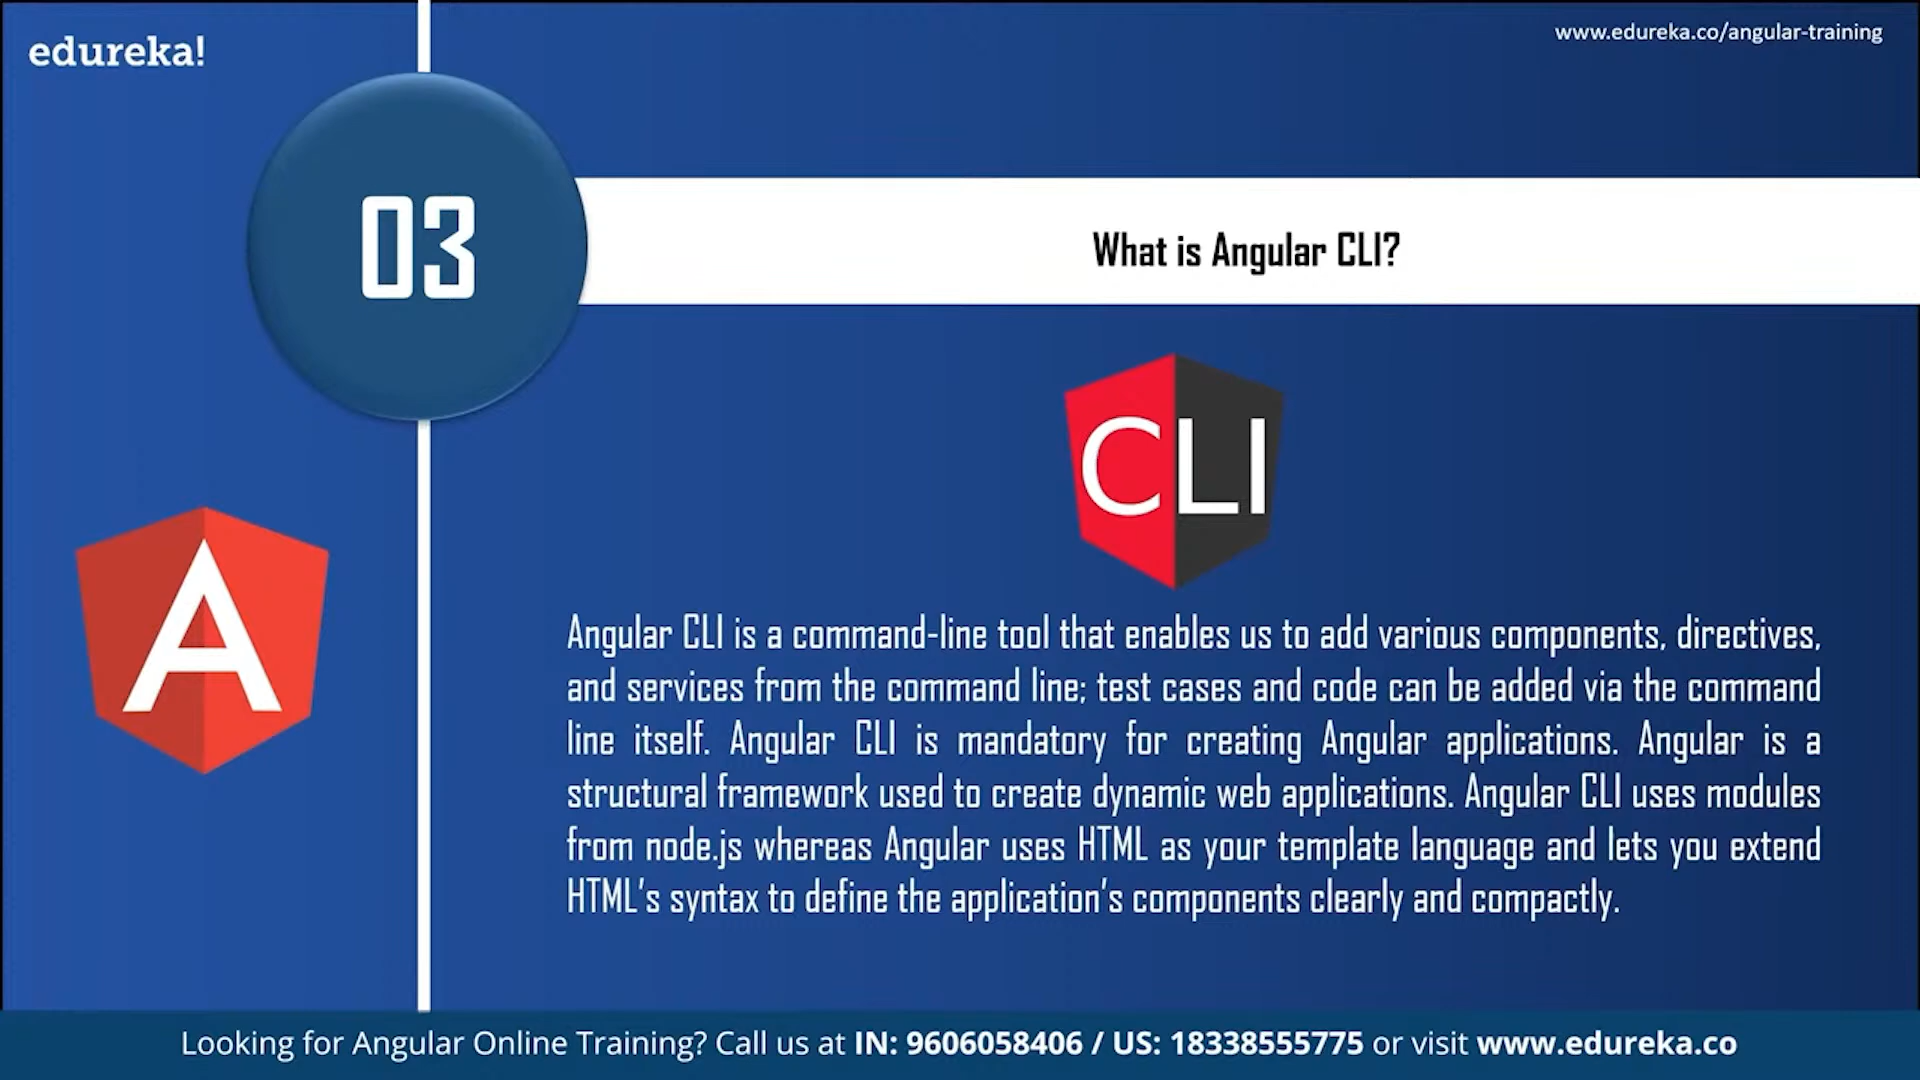 edureka!
www.edureka.co/angular-training
03
What is Angular CLI?
CLI
A
Angular CLI is a command-line tool that enables us to add various components, directives,
and services from the command line; test cases and code can be added via the command
line itself. Angular CLI is mandatory for creating Angular applications. Angular is a
structural framework used to create dynamic web applications. Angular CLI uses modules
from node.js whereas Angular uses HTML as your template language and lets you extend
HTML's syntax to define the application's components clearly and compactly.
Looking for Angular Online Training? Call us at IN: 9606058406 / US: 18338555775 or visit www.edureka.co